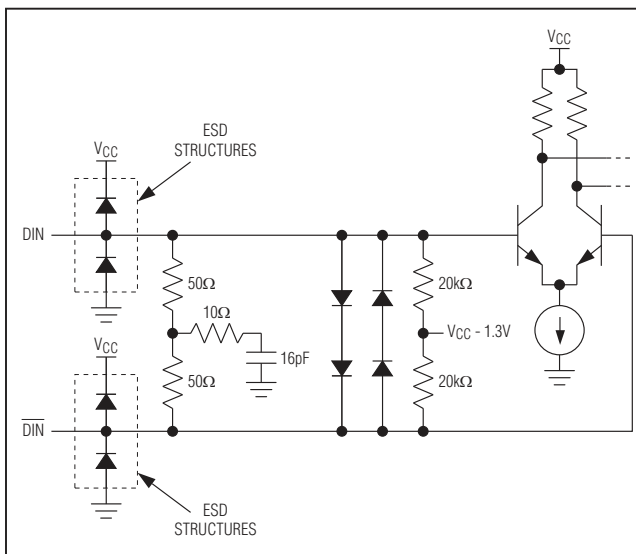 VCC
ESD
STRUCTURES
VCC
DIN
50Ω
10Ω
20kΩ
VCC - 1.3V
16pF
VCC
50Ω
20kΩ
DIN
ESD
STRUCTURES